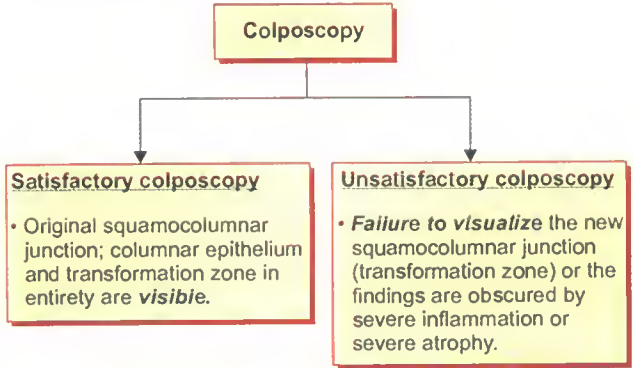 Colposcopy
Satisfactory colposcopy
• Original squamocolumnar
junction; columnar epithelium
and transformation zone in
entirety are visible.
Unsatisfactory colposcopy
• Failure to visualize the new
squamocolumnar junction
(transformation zone) or the
findings are obscured by
severe inflammation or
severe atrophy.